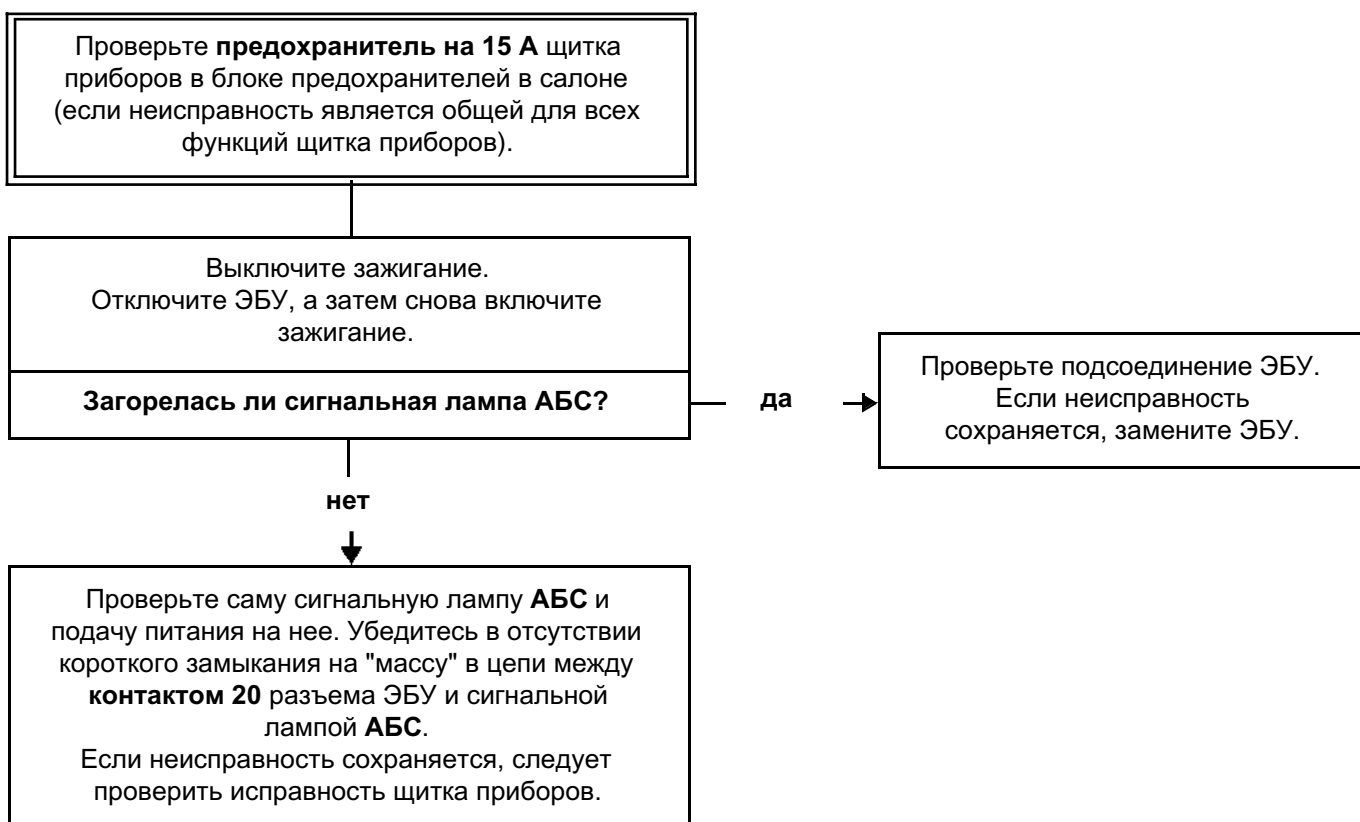 Проверьте предохранитель на 15 А щитка
приборов в блоке предохранителей в салоне
(если неисправность является общей для всех
функций щитка приборов).
Выключите зажигание.
Отключите ЭБУ, а затем снова включите
зажигание.
Загорелась ли сигнальная лампа АБС?
да
Проверьте подсоединение ЭБУ.
Если неисправность
сохраняется, замените ЭБУ.
нет
Проверьте саму сигнальную лампу АБС и
подачу питания на нее. Убедитесь в отсутствии
короткого замыкания на "массу" в цепи между
контактом 20 разъема ЭБУ и сигнальной
лампой АБС.
Если неисправность сохраняется, следует
проверить исправность щитка приборов.